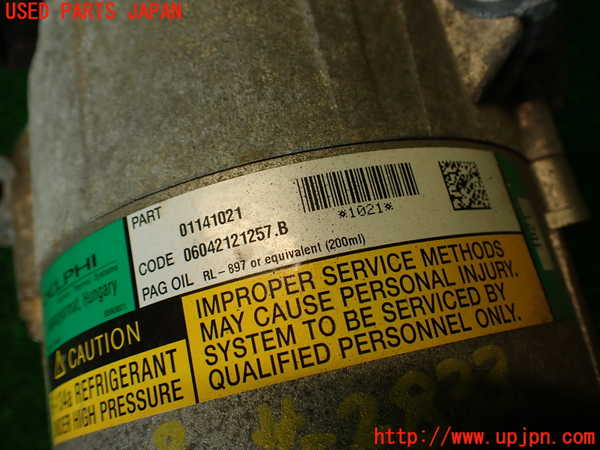 USED PARTS JAPAN
PART 01141021
*1021*
CODE 06042121257.B
PAG OIL RL-897 or equivalent (200ml)
Hungary
CAUTION
REFRIGERANT
HIGH PRESSURE
IMPROPER SERVICE METHODS
MAY CAUSE PERSONAL INJURY.
SYSTEM TO BE SERVICED BY
QUALIFIED PERSONNEL ONLY.
http://www.upjpn.com/